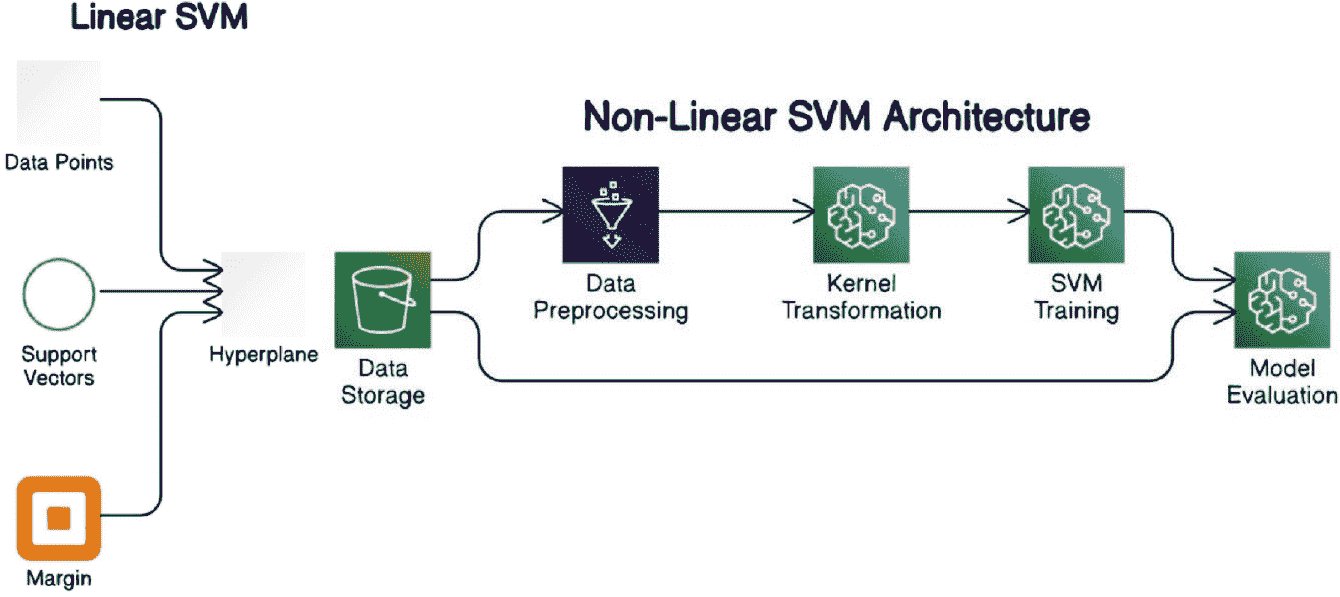 Linear SVM
Data Points
Support
Vectors
Margin
Hyperplane
Non-Linear SVM Architecture
Data
Storage
Data
Preprocessing
Kernel
Transformation
SVM
Training
Model
Evaluation